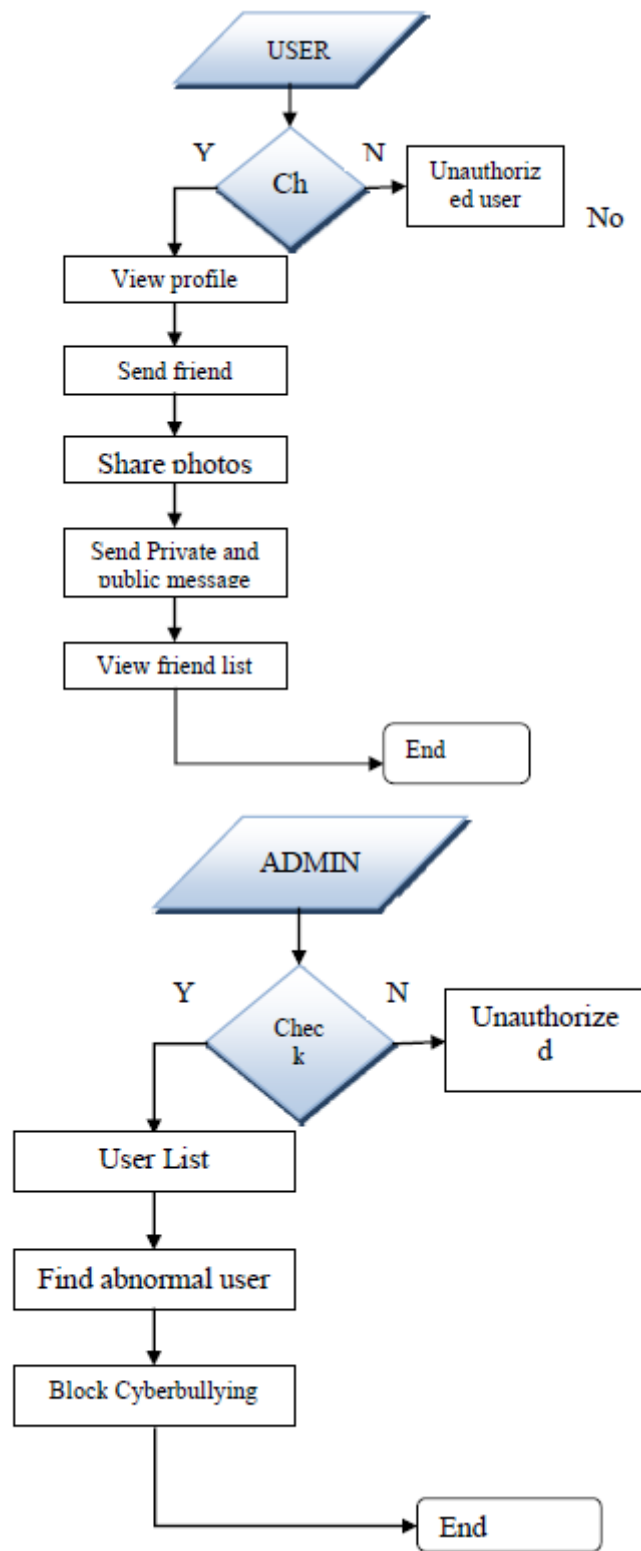 USER
Y
N
Ch
Unauthoriz
ed user
No
View profile
Send friend
Share photos
Send Private and
public message
View friend list
End
ADMIN
Y
N
Chec
k
Unauthorize
d
User List
Find abnormal user
Block Cyberbullying
End